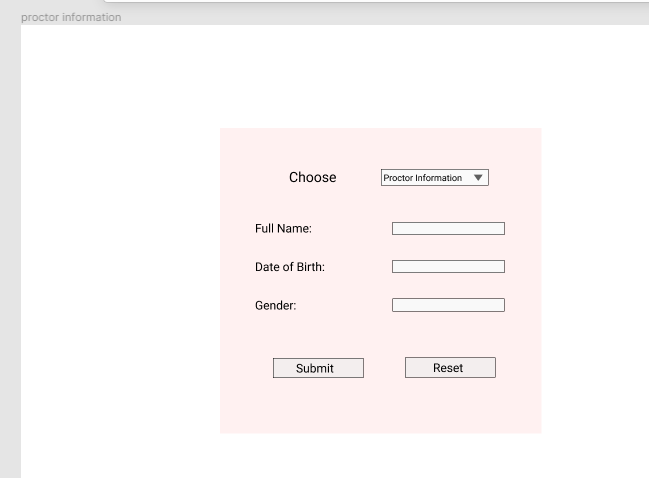 proctor information
Choose
Proctor Information
Full Name:
Date of Birth:
Gender:
Submit
Reset